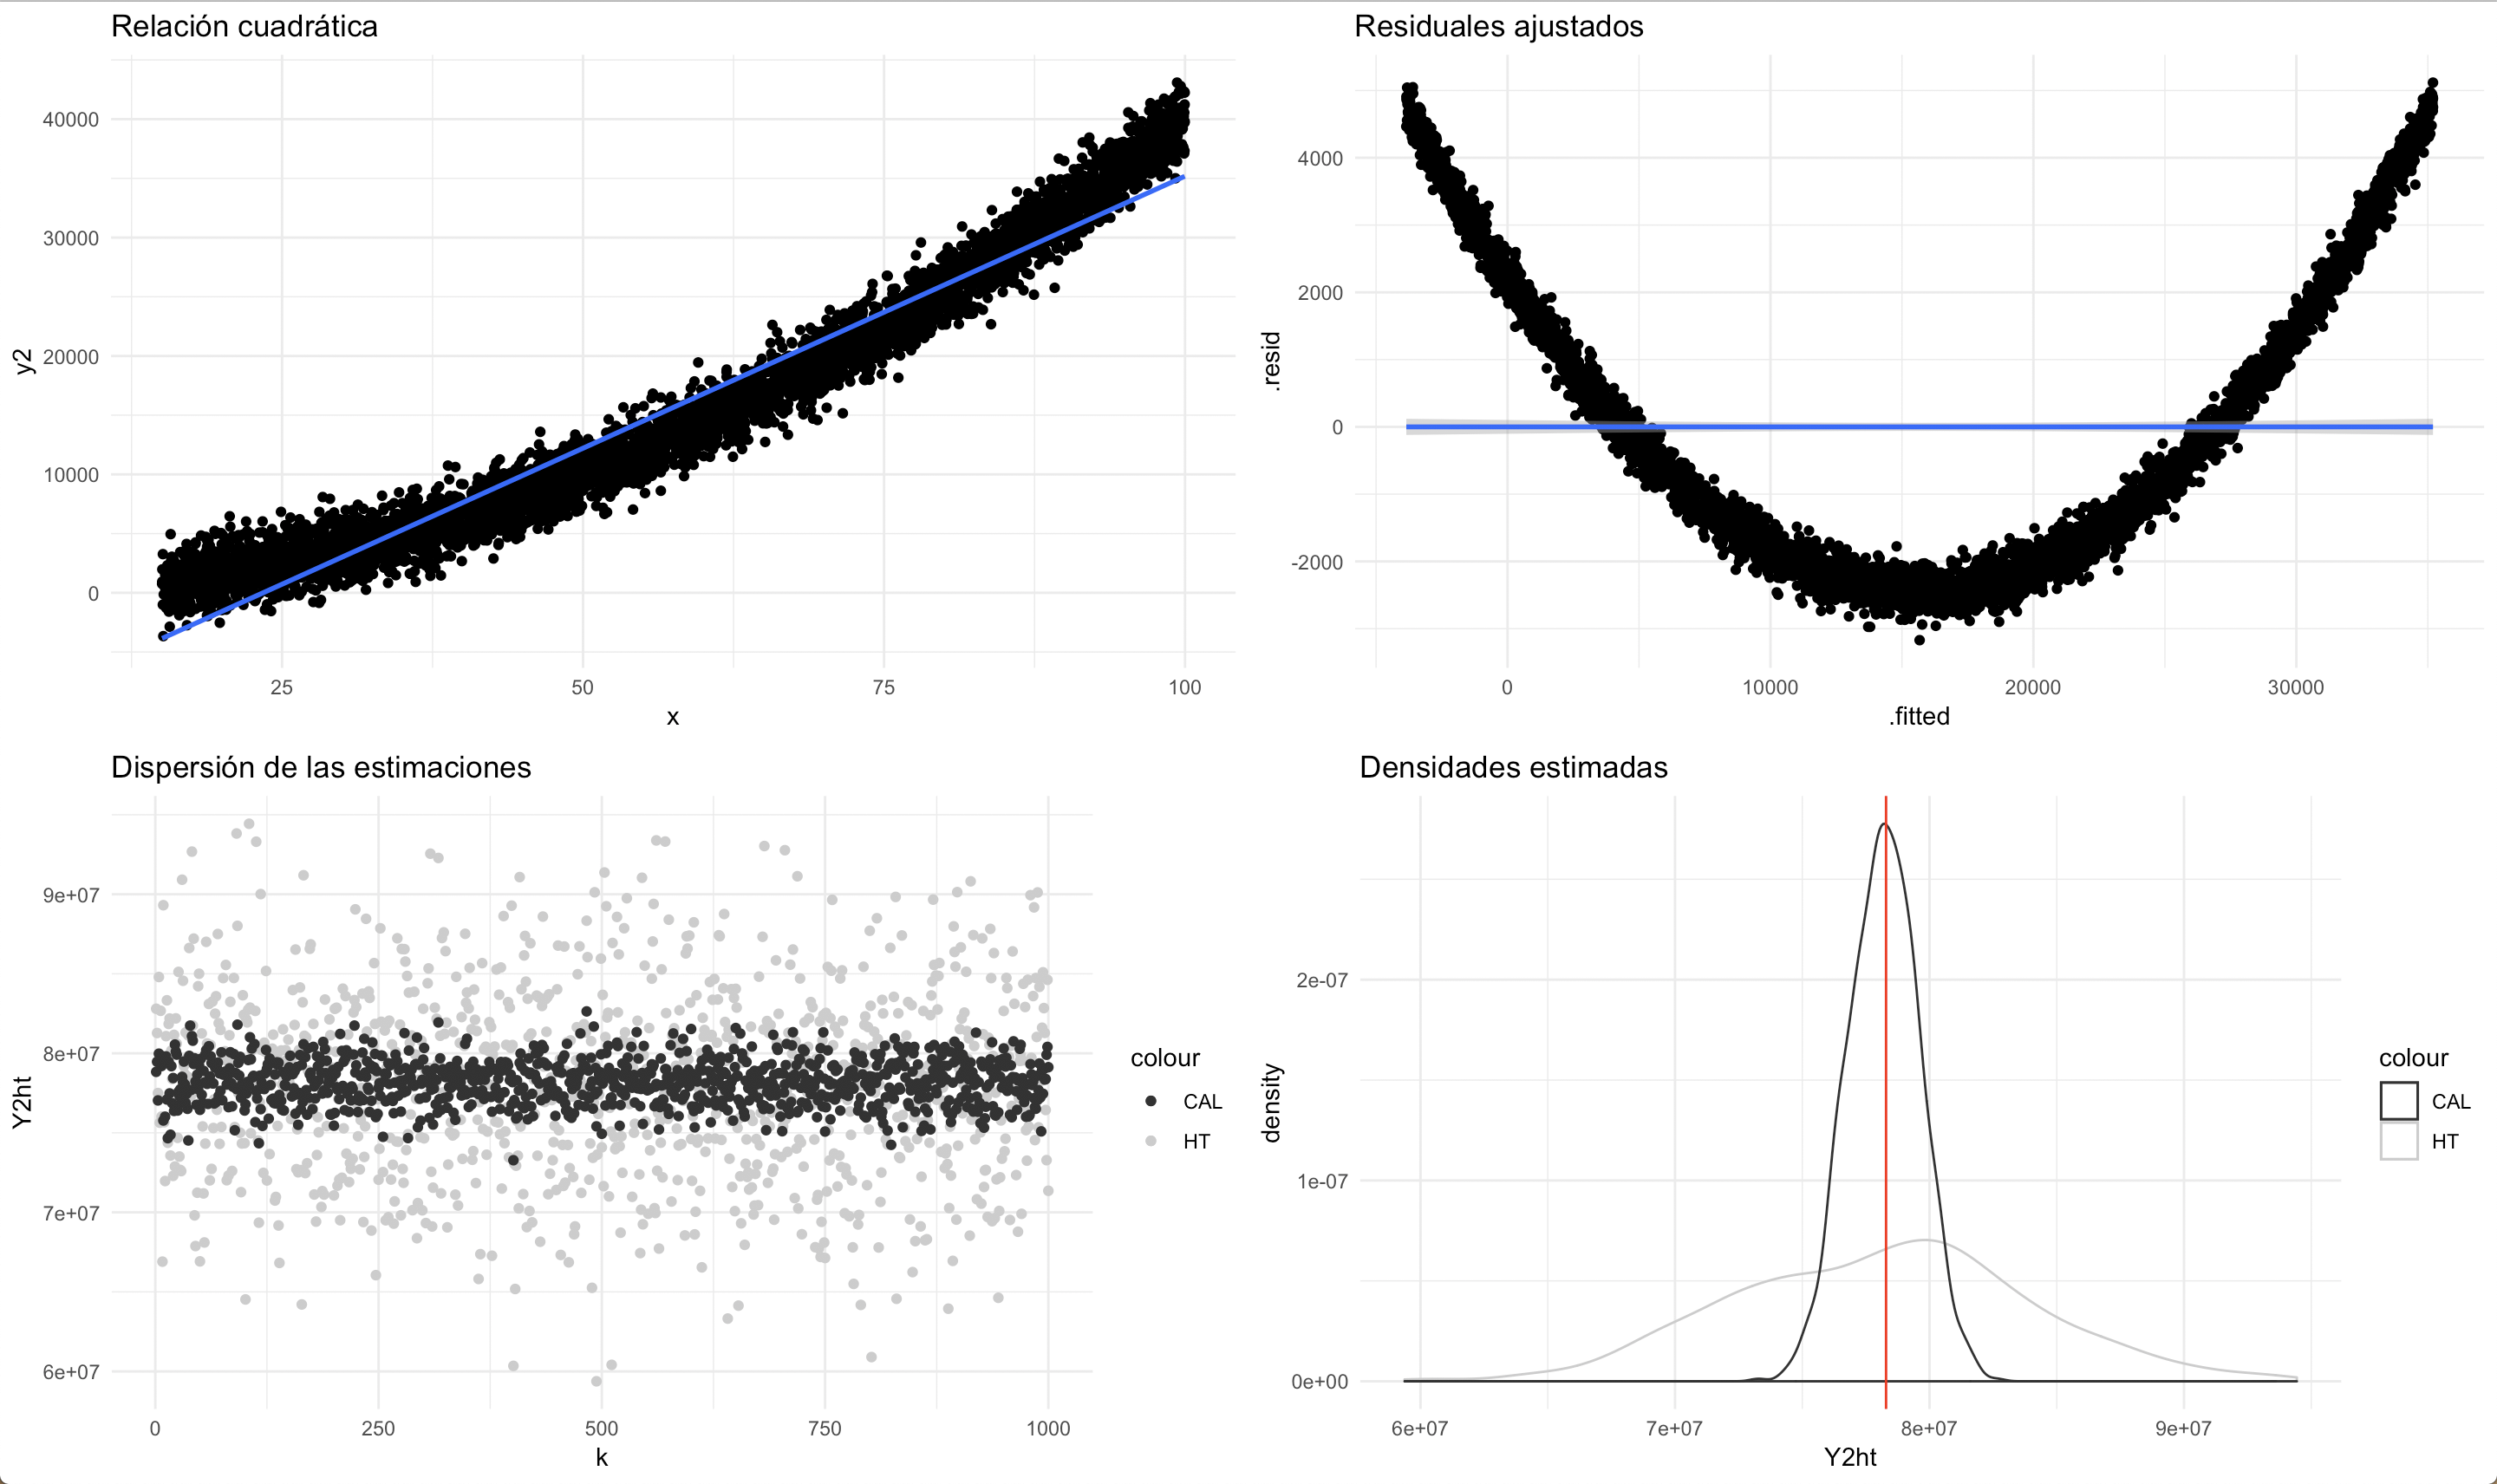 Relación cuadrática
y2
40000
30000
20000
10000
0
25 50 75 100
x
Residuales ajustados
.resid
4000
2000
0
-2000
0 10000 20000 30000
.fitted
Dispersión de las estimaciones
Y2ht
9e+07
8e+07
7e+07
6e+07
0 250 500 750 1000
k
colour
CAL
HT
Densidades estimadas
density
2e-07
1e-07
0e+00
6e+07 7e+07 8e+07 9e+07
Y2ht
colour
CAL
HT